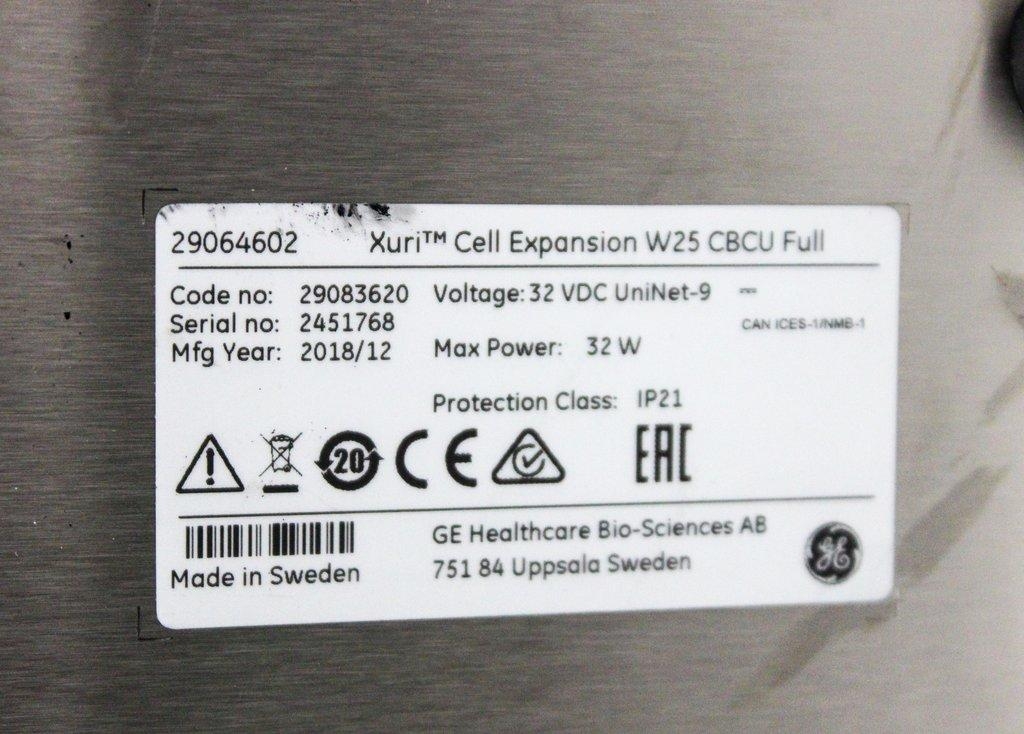 29064602 Xuri™ Cell Expansion W25 CBCU Full
Code no: 29083620 Voltage: 32 VDC UniNet-9
Serial no: 2451768 CAN ICES-1/NMB-1
Mfg Year: 2018/12 Max Power: 32 W
Protection Class: IP21
20 CE EAC
GE Healthcare Bio-Sciences AB
Made in Sweden 751 84 Uppsala Sweden
GE